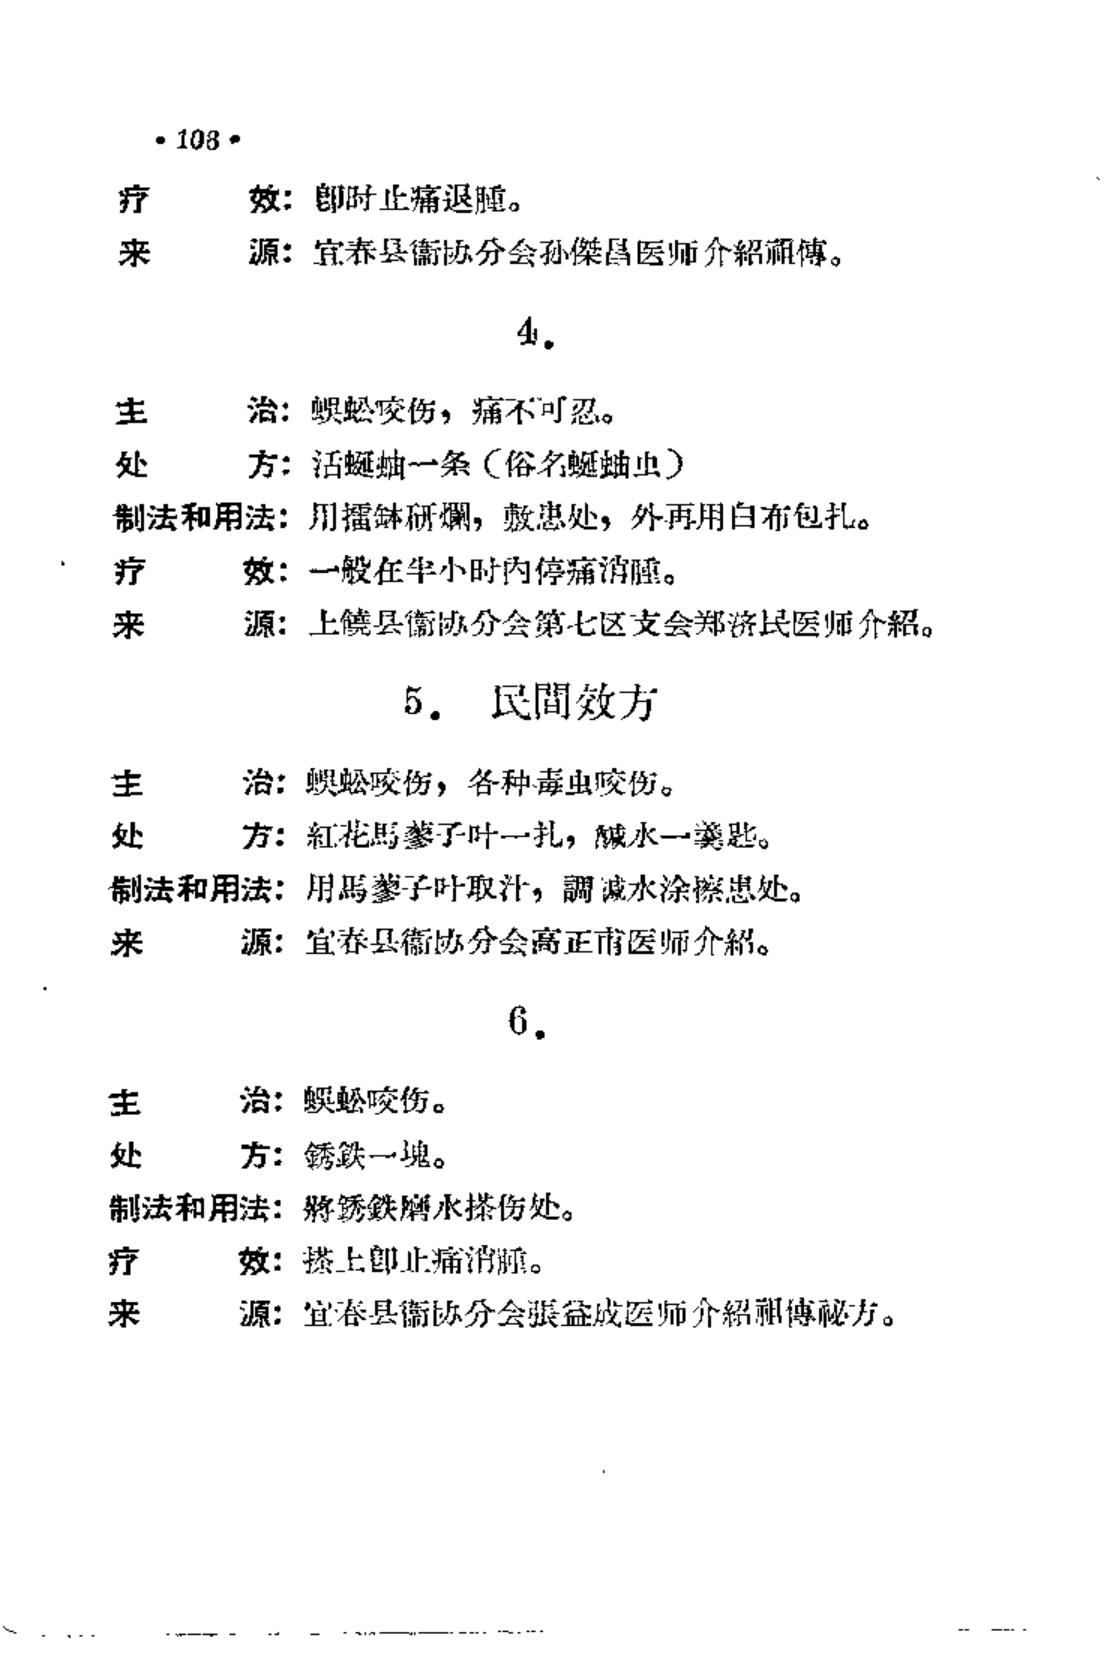 •108•
疗　　　效：卽时止痛退腫。
来　　　源：宜春县衞协分会孙傑昌医师介紹祖傳。
4.
主　　　治：蜈蚣咬伤，痛不可忍。
处　　　方：活蜒蚰一条（俗名蜒蚰虫）
制法和用法：用擂缽研爛，敷患处，外再用白布包扎。
疗　　　效：一般在半小时內停痛消腫。
来　　　源：上饒县衞协分会第七区支会郑济民医师介紹。
5. 民間效方
主　　　治：蜈蚣咬伤，各种毒虫咬伤。
处　　　方：紅花馬蓼子叶一扎，醎水一羹匙。
制法和用法：用馬蓼子叶取汁，調减水涂擦患处。
来　　　源：宜春县衞协分会高正甫医师介紹。
6.
主　　　治：蜈蚣咬伤。
处　　　方：銹鉄一塊。
制法和用法：將銹鉄磨水搽伤处。
疗　　　效：搽上卽止痛消腫。
来　　　源：宜春县衞协分会張益成医师介紹祖傳祕方。